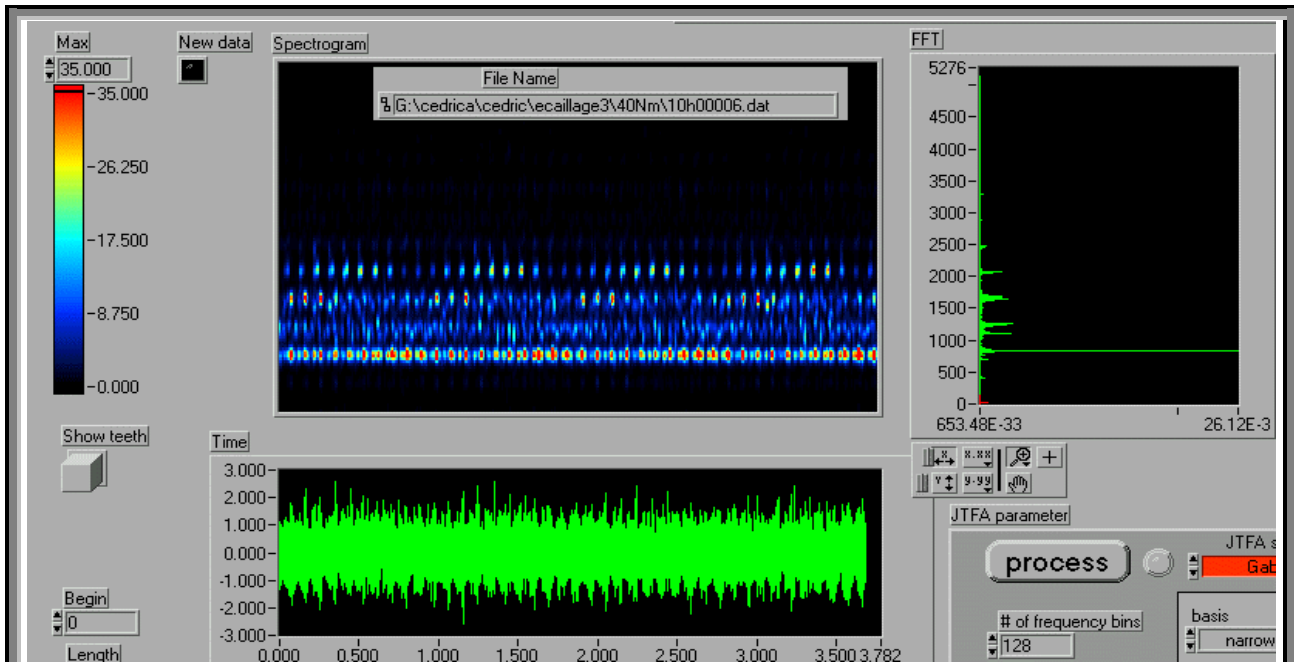 Max
New data
Spectrogram
FFT
35.000
File Name
G:\cedrica\cedric\ecaillage3\40Nm\10h00006.dat
35.000
26.250
17.500
8.750
0.000
5276
4500
4000
3500
3000
2500
2000
1500
1000
500
0
653.48E-33
26.12E-3
Show teeth
Time
3.000
2.000
1.000
0.000
-1.000
-2.000
-3.000
0.000 0.500 1.000 1.500 2.000 2.500 3.000 3.500 3.782
X
x.xx
Y
y.yy
JTFA parameter
process
JTFA s
Gab
# of frequency bins
128
basis
narrow
Begin
0
Length